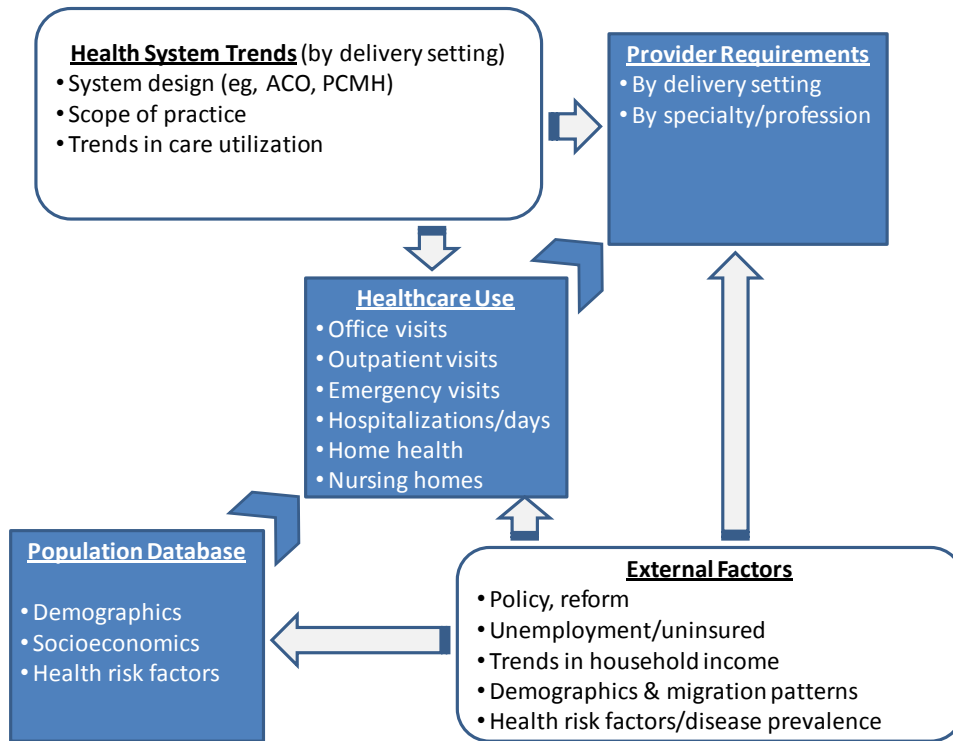 Health System Trends (by delivery setting)
• System design (eg, ACO, PCMH)
• Scope of practice
• Trends in care utilization
Provider Requirements
• By delivery setting
• By specialty/profession
Healthcare Use
• Office visits
• Outpatient visits
• Emergency visits
• Hospitalizations/days
• Home health
• Nursing homes
Population Database
• Demographics
• Socioeconomics
• Health risk factors
External Factors
• Policy, reform
• Unemployment/uninsured
• Trends in household income
• Demographics & migration patterns
• Health risk factors/disease prevalence